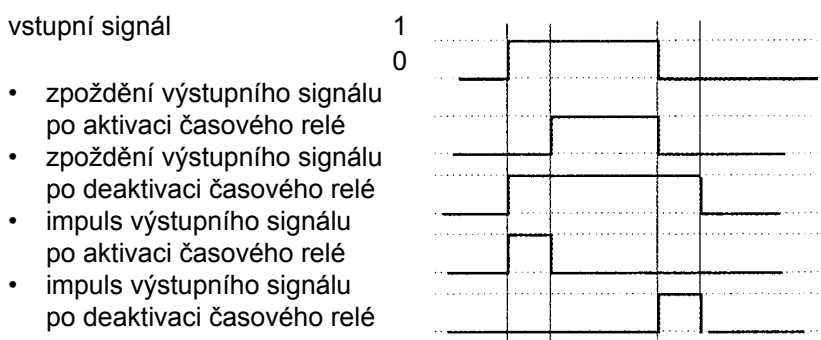 vstupní signál 1
0
• zpoždění výstupního signálu
po aktivaci časového relé
• zpoždění výstupního signálu
po deaktivaci časového relé
• impuls výstupního signálu
po aktivaci časového relé
• impuls výstupního signálu
po deaktivaci časového relé